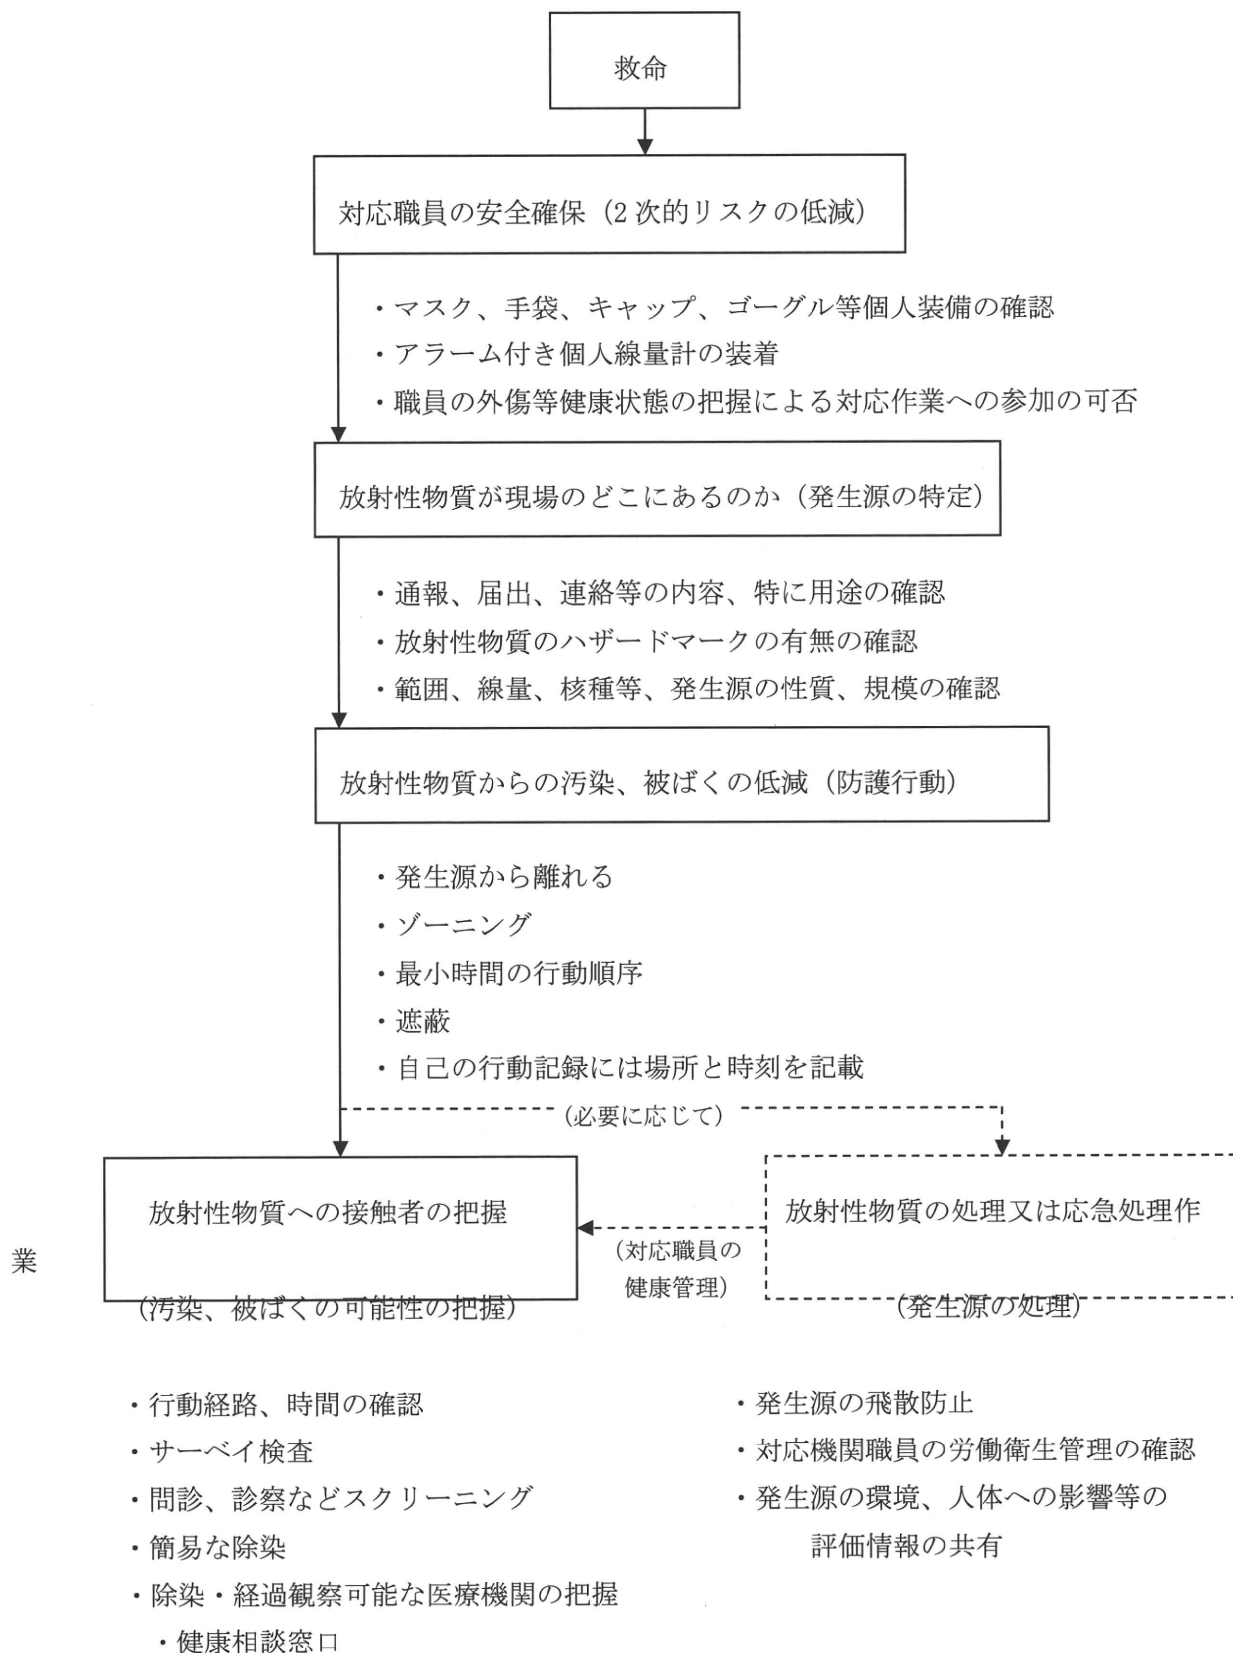 救命
対応職員の安全確保（2 次的リスクの低減）
・マスク、手袋、キャップ、ゴーグル等個人装備の確認
・アラーム付き個人線量計の装着
・職員の外傷等健康状態の把握による対応作業への参加の可否
放射性物質が現場のどこにあるのか（発生源の特定）
・通報、届出、連絡等の内容、特に用途の確認
・放射性物質のハザードマークの有無の確認
・範囲、線量、核種等、発生源の性質、規模の確認
放射性物質からの汚染、被ばくの低減（防護行動）
・発生源から離れる
・ゾーニング
・最小時間の行動順序
・遮蔽
・自己の行動記録には場所と時刻を記載
（必要に応じて）
放射性物質への接触者の把握
（汚染、被ばくの可能性の把握）
（対応職員の
健康管理）
放射性物質の処理又は応急処理作
業
（発生源の処理）
・行動経路、時間の確認
・サーベイ検査
・問診、診察などスクリーニング
・簡易な除染
・除染・経過観察可能な医療機関の把握
・健康相談窓口
・発生源の飛散防止
・対応機関職員の労働衛生管理の確認
・発生源の環境、人体への影響等の
評価情報の共有